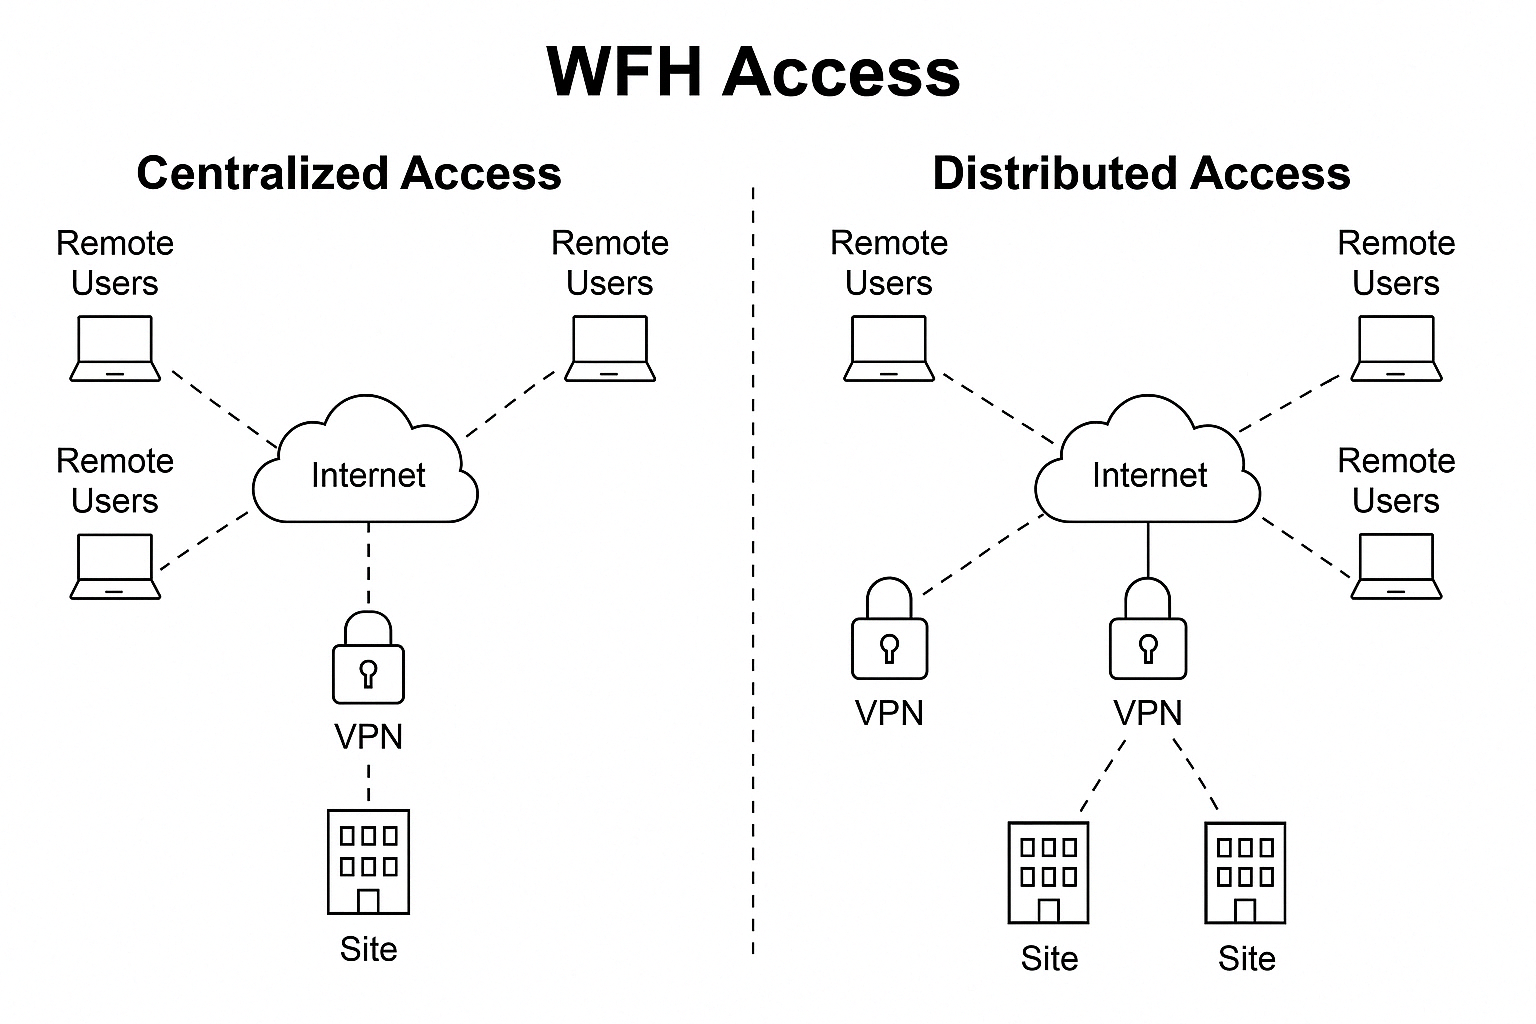 WFH Access
Centralized Access
Remote
Users
Remote
Users
Remote
Users
Internet
VPN
Site
Distributed Access
Remote
Users
Remote
Users
Internet
Remote
Users
VPN
VPN
Site
Site